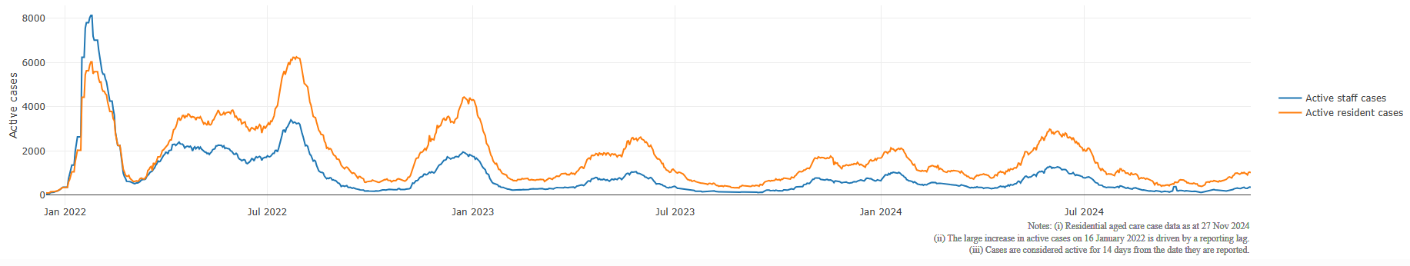 8000
6000
4000
2000
0
Active cases
Jan 2022
Jul 2022
Jan 2023
Jul 2023
Jan 2024
Jul 2024
Active staff cases
Active resident cases
Notes: (i) Residential aged care case data as at 27 Nov 2024
(ii) The large increase in active cases on 16 January 2022 is driven by a reporting lag.
(iii) Cases are considered active for 14 days from the date they are reported.